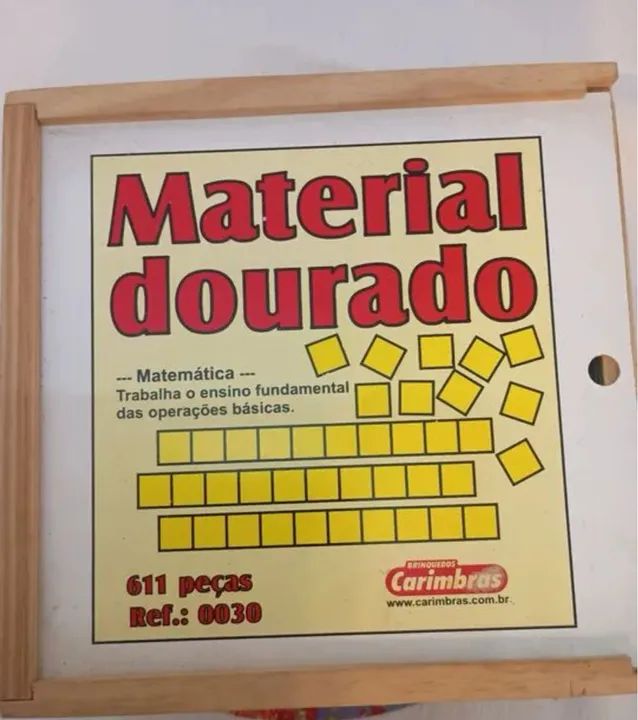 Material
dourado
--- Matemática ---
Trabalha o ensino fundamental
das operações básicas.
611 peças
Ref.: 0030
BRINQUEDOS
Carimbras
www.carimbras.com.br